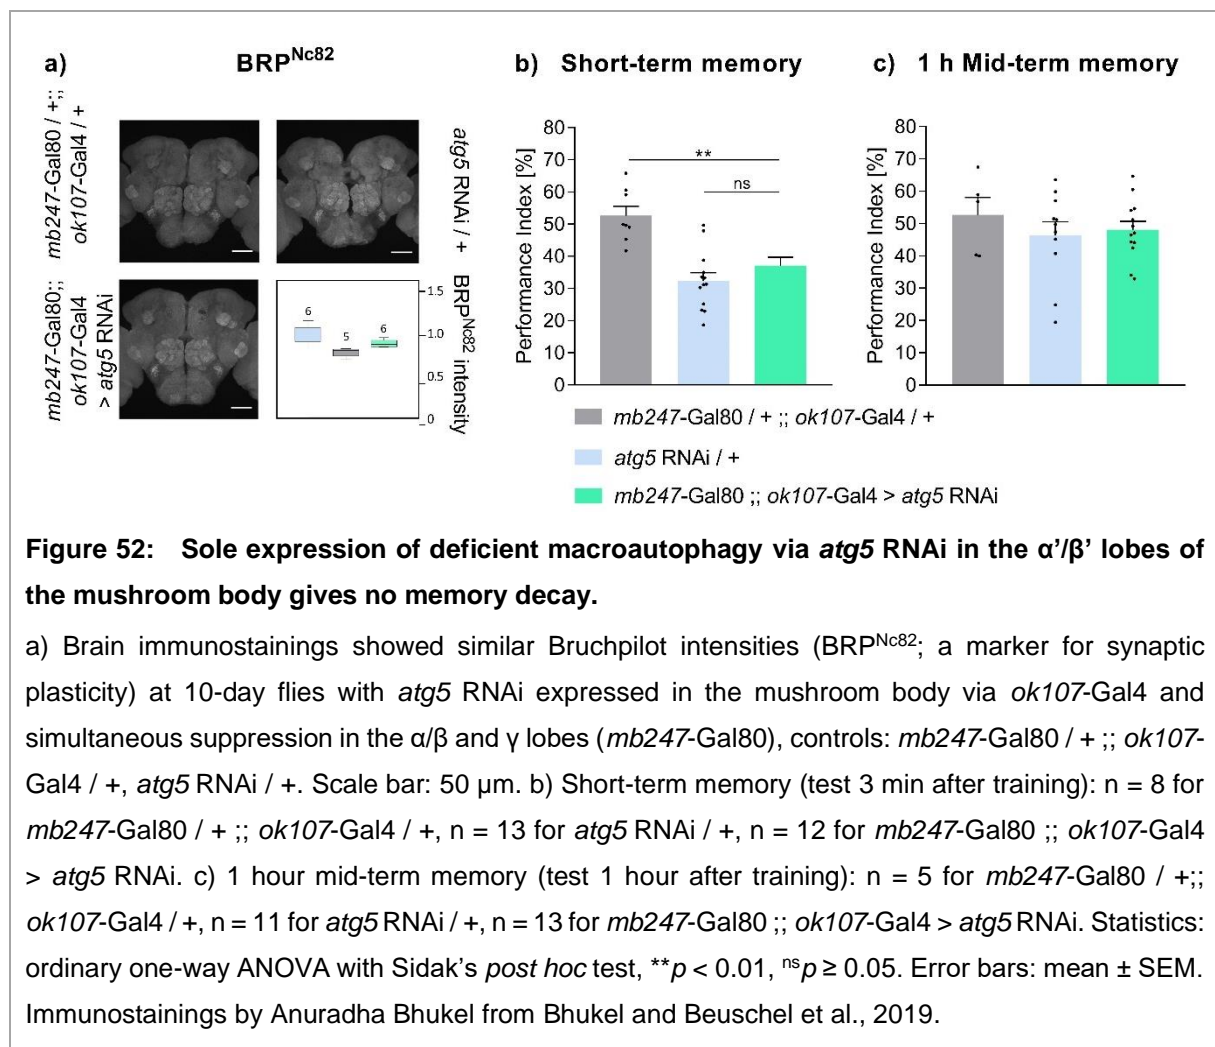 a) BRPNc82
mb247-Gal80 / +;;
ok107-Gal4 / +
atg5 RNAi / +
mb247-Gal80;;
ok107-Gal4
> atg5 RNAi
6
5
6
1.5
1.0
0.5
0
BRPNc82 intensity
b) Short-term memory
Performance Index [%]
80
70
60
50
40
30
20
10
0
**
ns
c) 1 h Mid-term memory
Performance Index [%]
80
70
60
50
40
30
20
10
0
mb247-Gal80 / + ;; ok107-Gal4 / +
atg5 RNAi / +
mb247-Gal80 ;; ok107-Gal4 > atg5 RNAi
Figure 52: Sole expression of deficient macroautophagy via atg5 RNAi in the α’/β’ lobes of
the mushroom body gives no memory decay.
a) Brain immunostainings showed similar Bruchpilot intensities (BRPNc82; a marker for synaptic
plasticity) at 10-day flies with atg5 RNAi expressed in the mushroom body via ok107-Gal4 and
simultaneous suppression in the α/β and γ lobes (mb247-Gal80), controls: mb247-Gal80 / + ;; ok107-
Gal4 / +, atg5 RNAi / +. Scale bar: 50 µm. b) Short-term memory (test 3 min after training): n = 8 for
mb247-Gal80 / + ;; ok107-Gal4 / +, n = 13 for atg5 RNAi / +, n = 12 for mb247-Gal80 ;; ok107-Gal4
> atg5 RNAi. c) 1 hour mid-term memory (test 1 hour after training): n = 5 for mb247-Gal80 / +;;
ok107-Gal4 / +, n = 11 for atg5 RNAi / +, n = 13 for mb247-Gal80 ;; ok107-Gal4 > atg5 RNAi. Statistics:
ordinary one-way ANOVA with Sidak’s post hoc test, **p < 0.01, nsp ≥ 0.05. Error bars: mean ± SEM.
Immunostainings by Anuradha Bhukel from Bhukel and Beuschel et al., 2019.